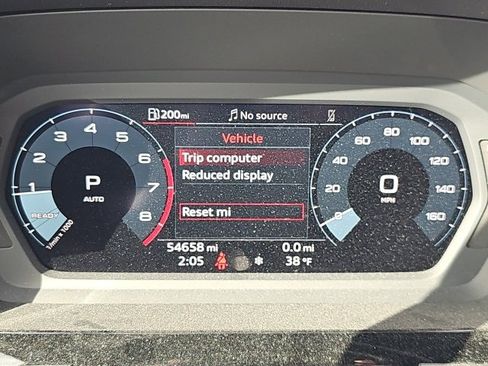 200mi No source
Vehicle
Trip computer
Reduced display
Reset mi
1 2 3 4 5 6 7 8
READY
1/min x 1000
P
AUTO
0 20 40 60 80 100 120 140 160
0
MPH
54658 mi 0.0 mi
2:05 38 °F